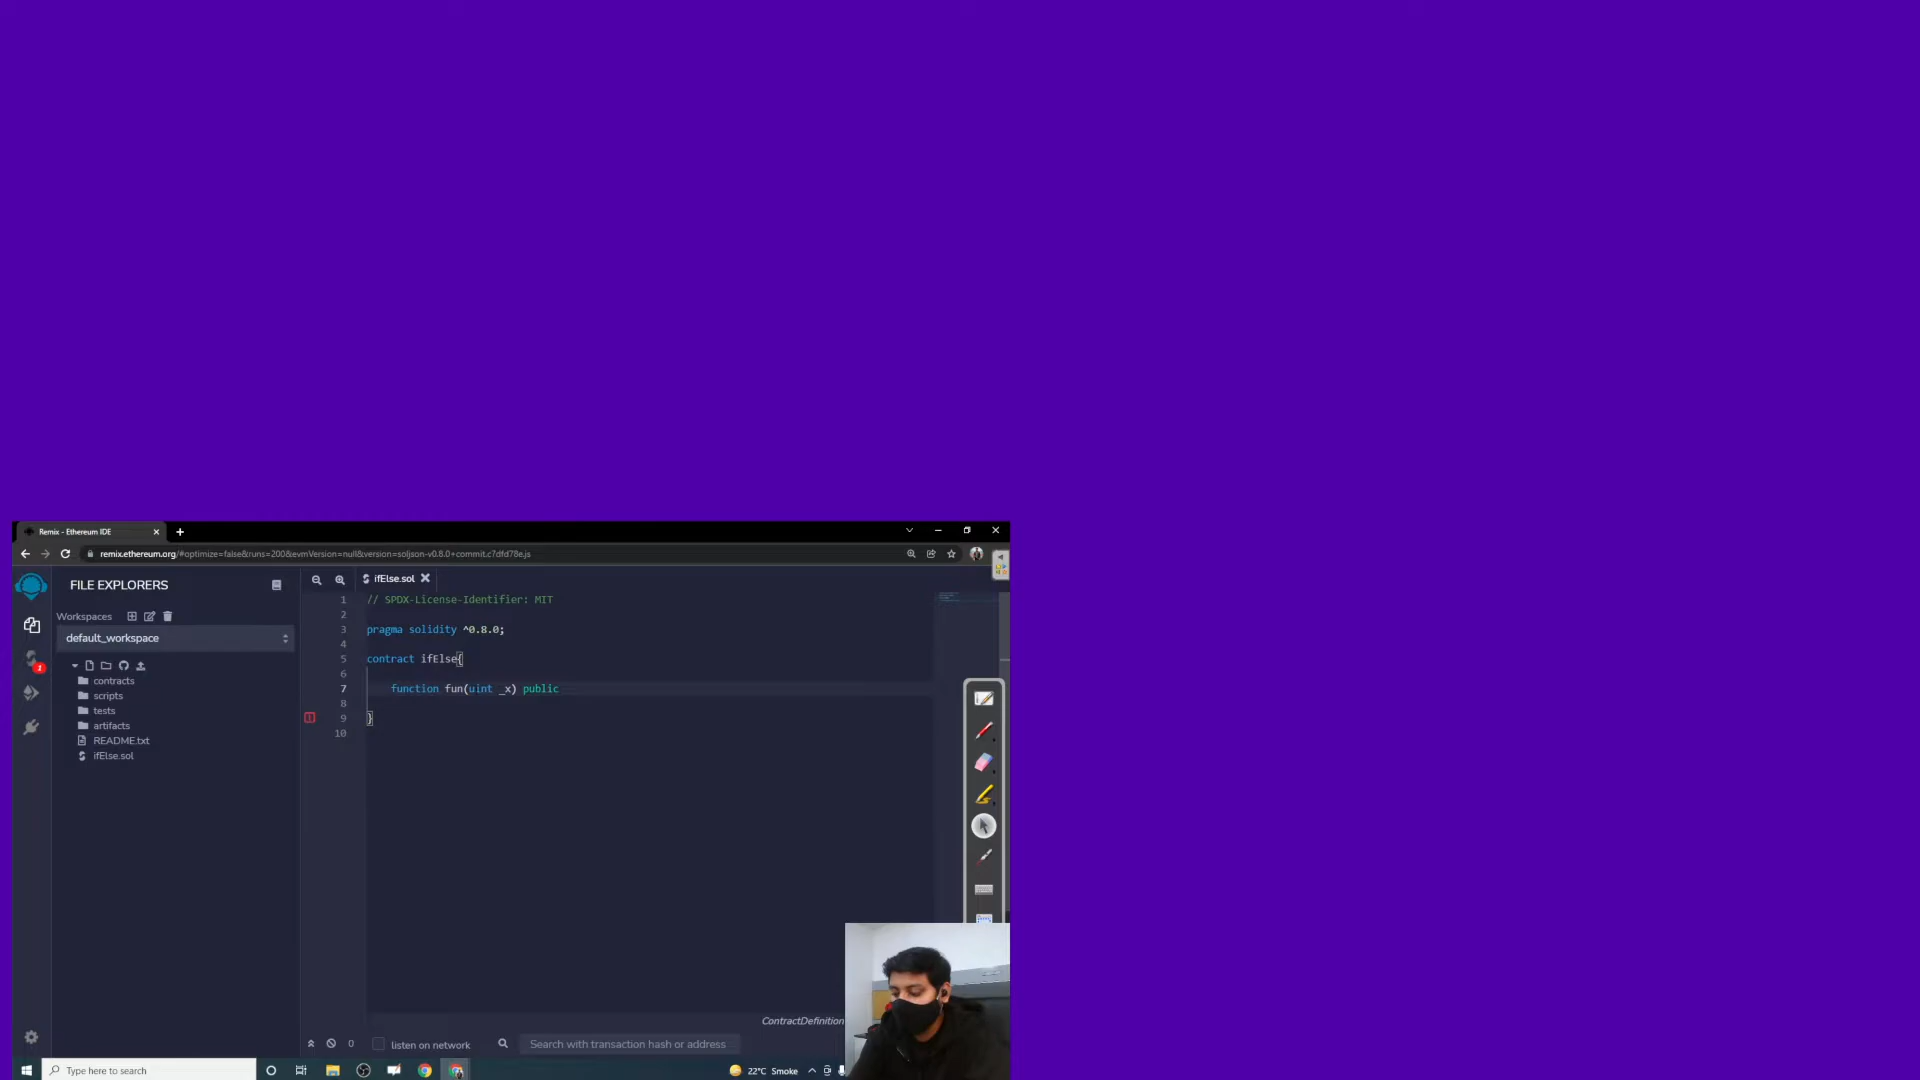 Remix - Ethereum IDE
remix.ethereum.org/#optimize=false&runs=200&evmVersion=null&version=soljson-v0.8.0+commit.c7dfd78e.js
FILE EXPLORERS
Workspaces
default_workspace
contracts
scripts
tests
artifacts
README.txt
ifElse.sol
1
ifElse.sol
1 // SPDX-License-Identifier: MIT
2
3 pragma solidity ^0.8.0;
4
5 contract ifElse{
6
7 function fun(uint _x) public
8
9 }
10
ContractDefinition
0 listen on network Search with transaction hash or address
Type here to search
22°C Smoke